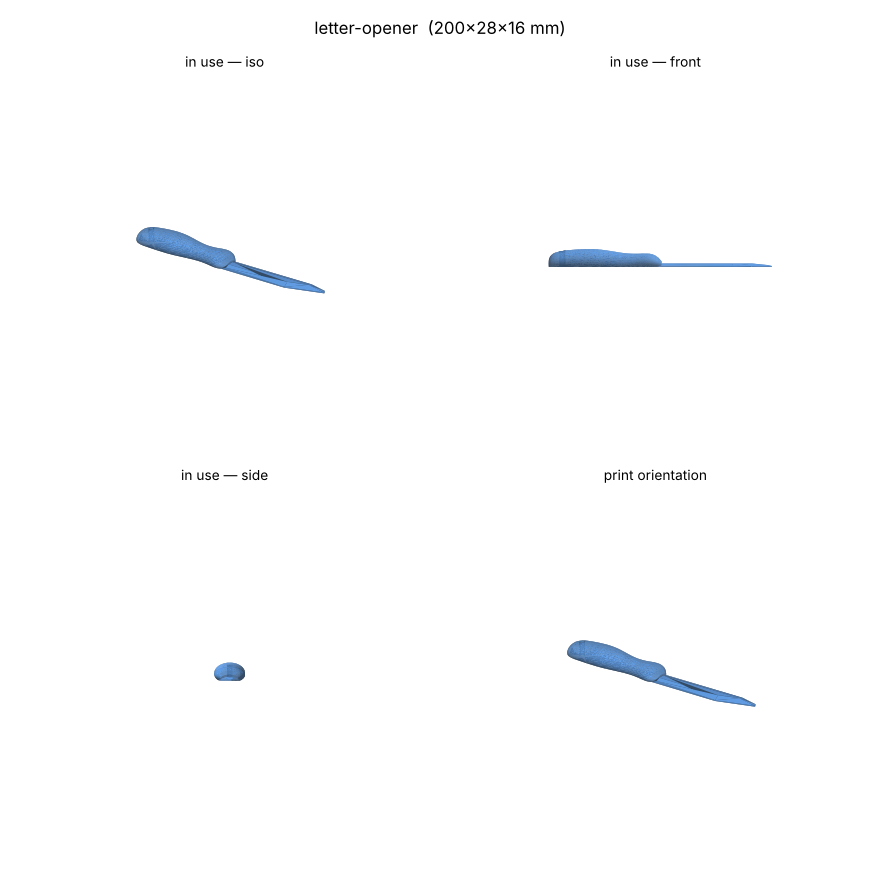 letter-opener (200×28×16 mm)
in use — iso
in use — front
in use — side
print orientation